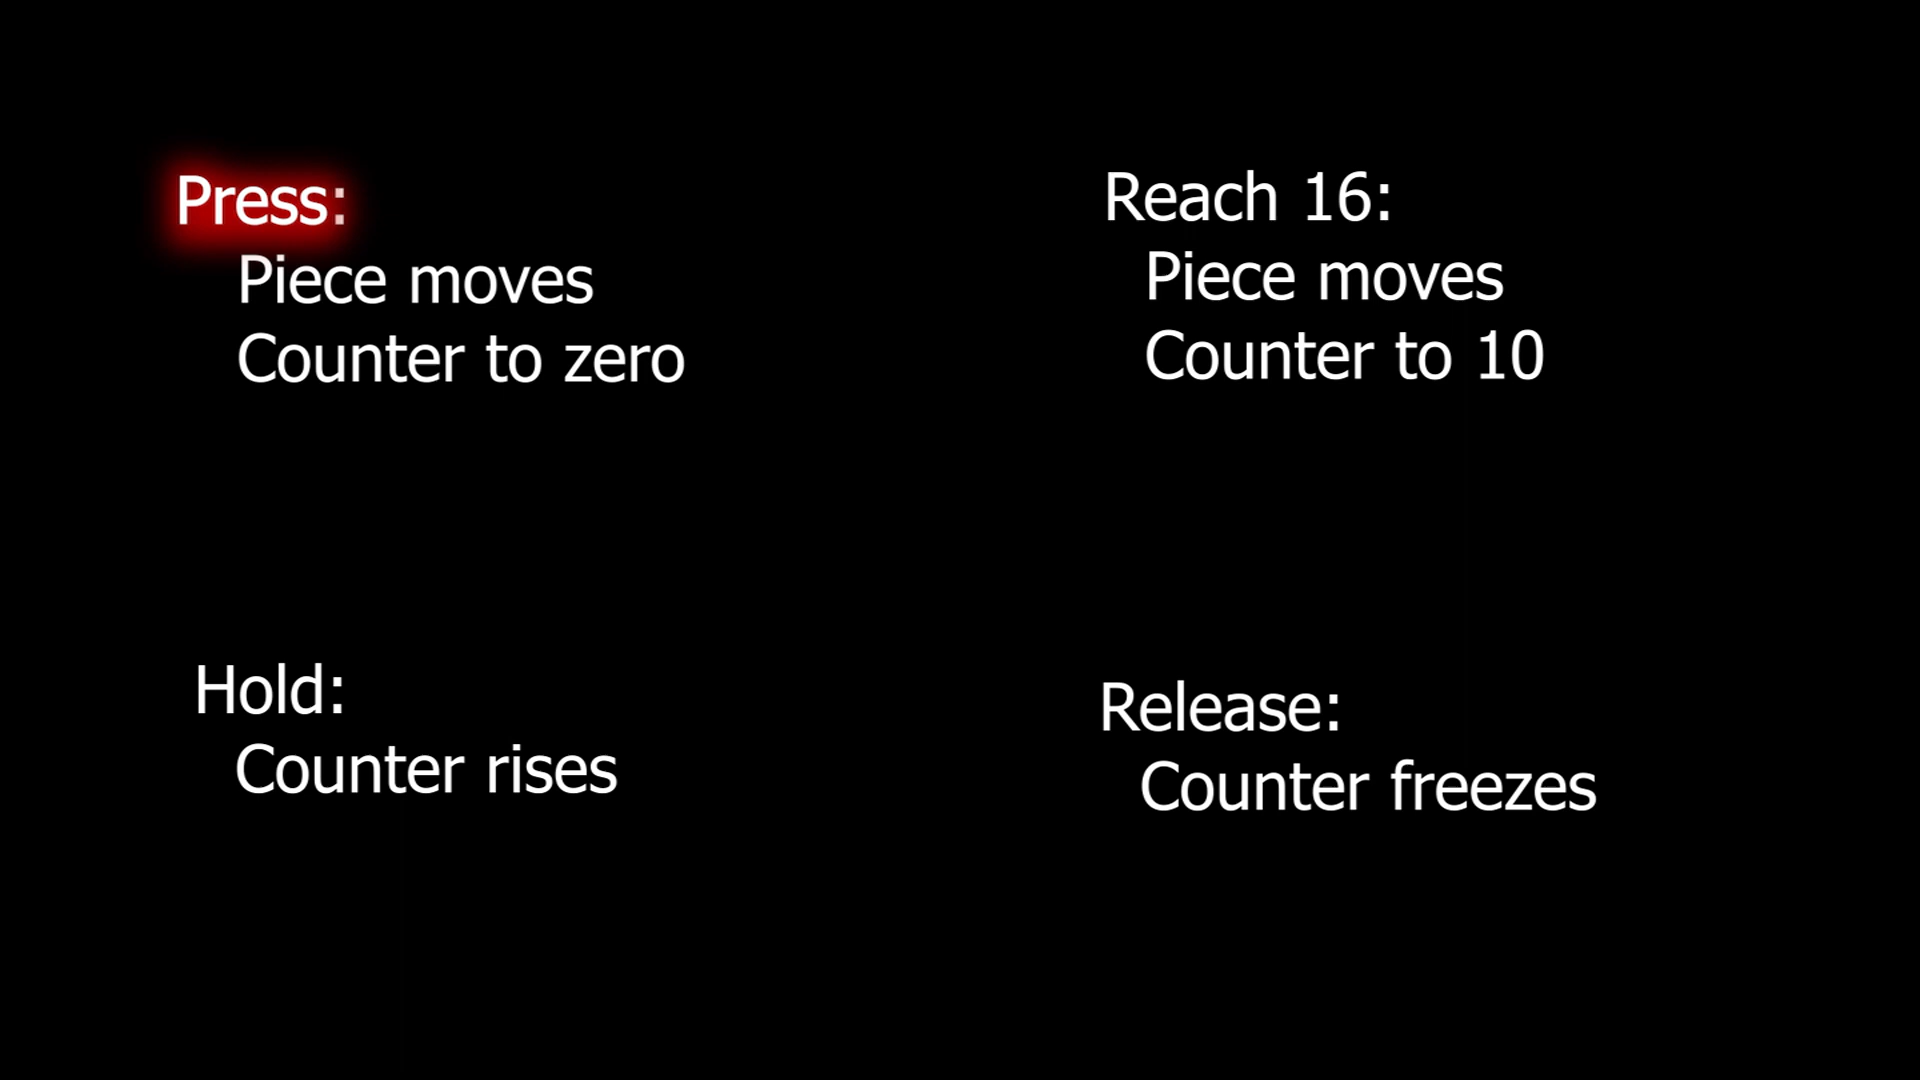 Press:
Piece moves
Counter to zero
Reach 16:
Piece moves
Counter to 10
Hold:
Counter rises
Release:
Counter freezes